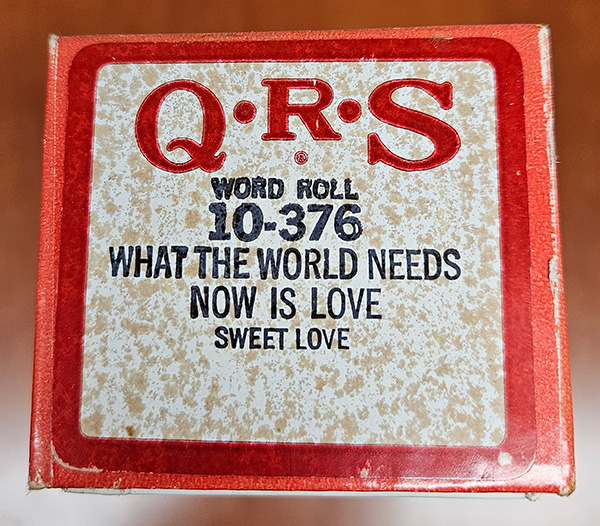 Q·R·S
®
WORD ROLL
10-376
WHAT THE WORLD NEEDS
NOW IS LOVE
SWEET LOVE